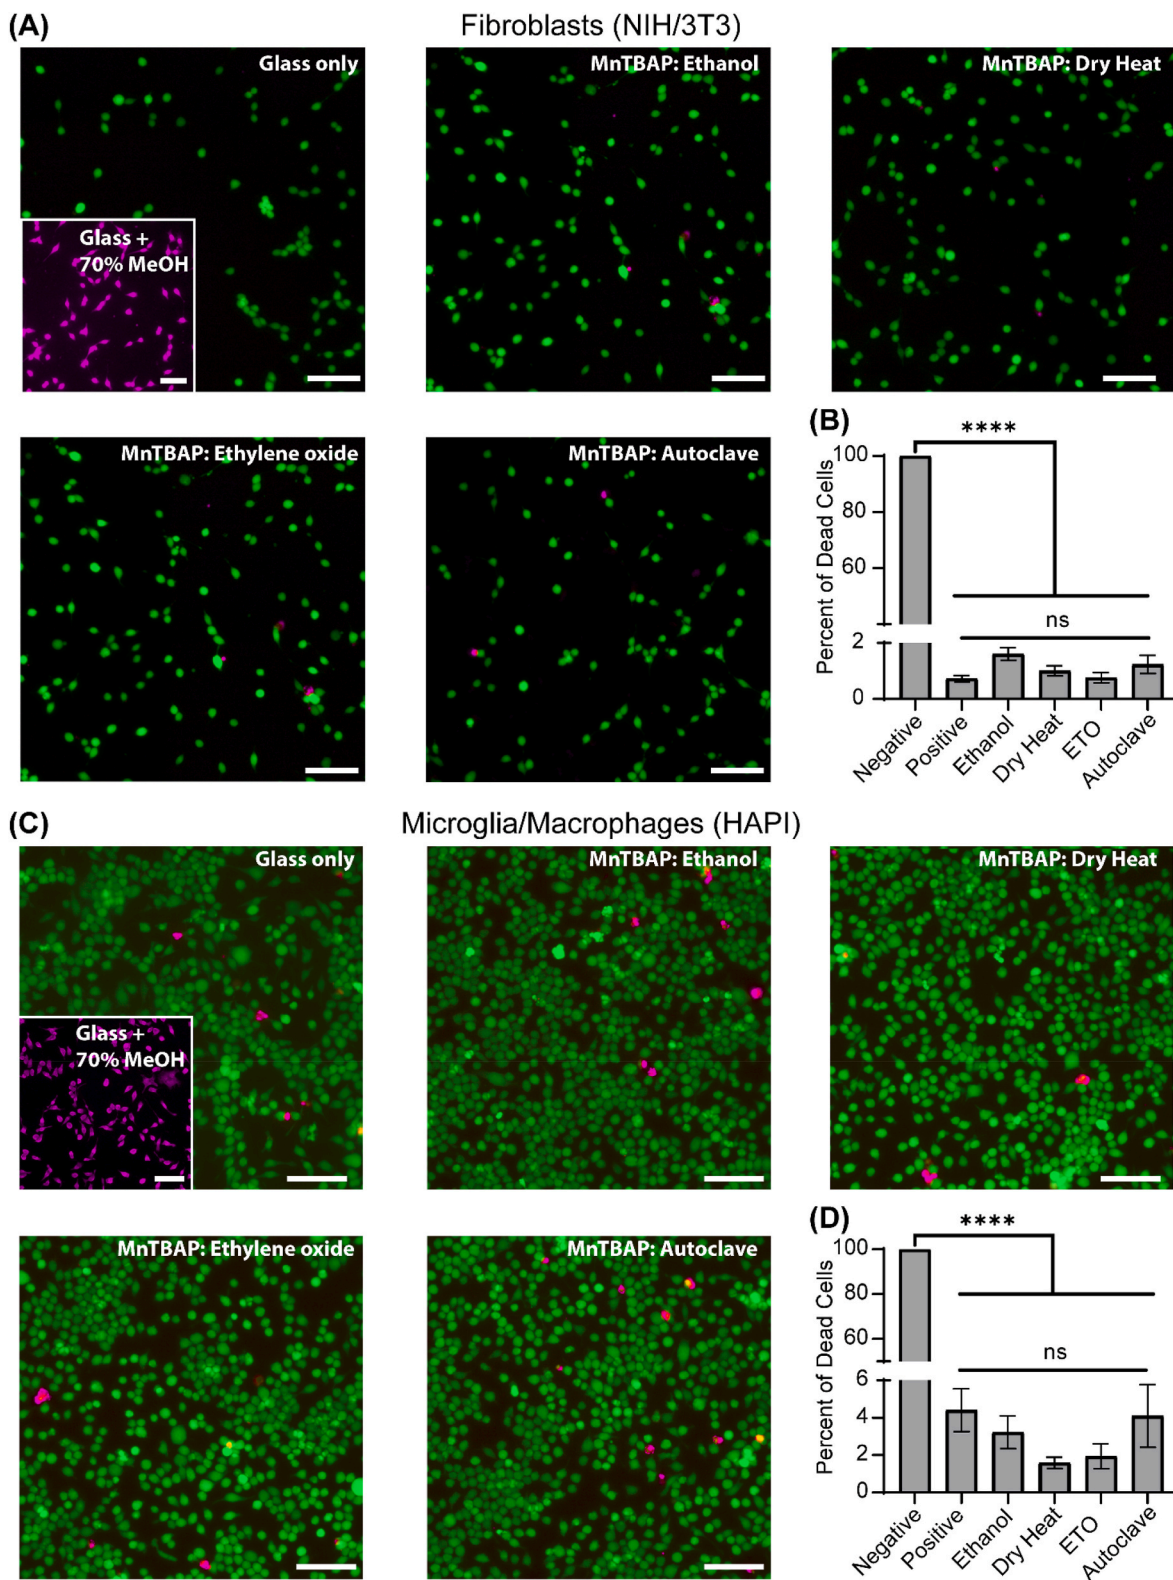 (A)
Fibroblasts (NIH/3T3)
Glass only
MnTBAP: Ethanol
MnTBAP: Dry Heat
Glass +
70% MeOH
MnTBAP: Ethylene oxide
MnTBAP: Autoclave
(B)
****
Percent of Dead Cells
100
80
60
ns
2
0
Negative
Positive
Ethanol
Dry Heat
ETO
Autoclave
(C)
Microglia/Macrophages (HAPI)
Glass only
MnTBAP: Ethanol
MnTBAP: Dry Heat
Glass +
70% MeOH
MnTBAP: Ethylene oxide
MnTBAP: Autoclave
(D)
****
Percent of Dead Cells
100
80
60
ns
6
4
2
0
Negative
Positive
Ethanol
Dry Heat
ETO
Autoclave